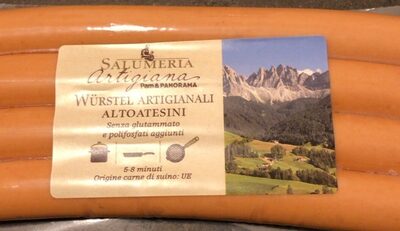 SALUMERIA
Artigiana
Pam & PANORAMA
WÜRSTEL ARTIGIANALI
ALTOATESINI
Senza glutammato
e polifosfati aggiunti
5-8 minuti
Origine carne di suino: UE